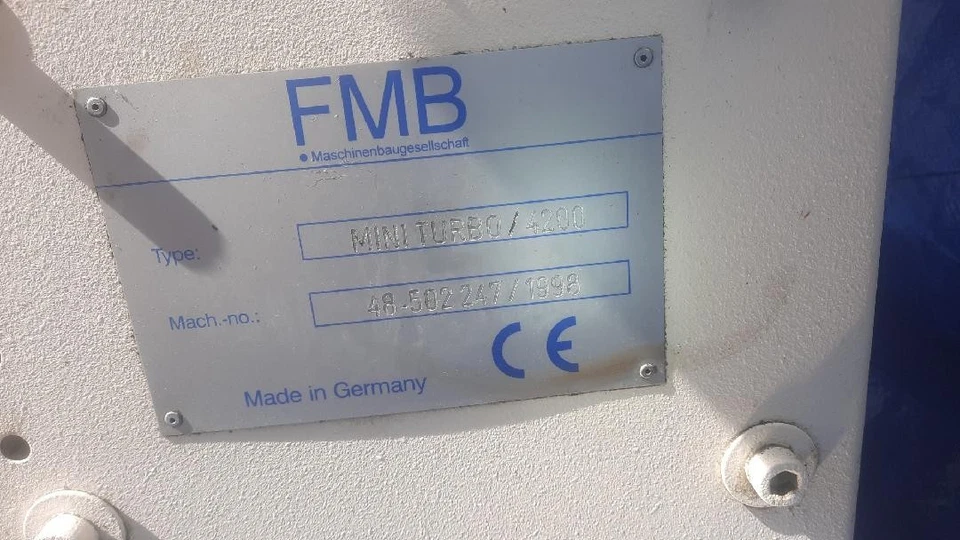 FMB
• Maschinenbaugesellschaft
Type: MINI TURBO/4200
Mach.-no.: 48-502 247/1998
CE
Made in Germany